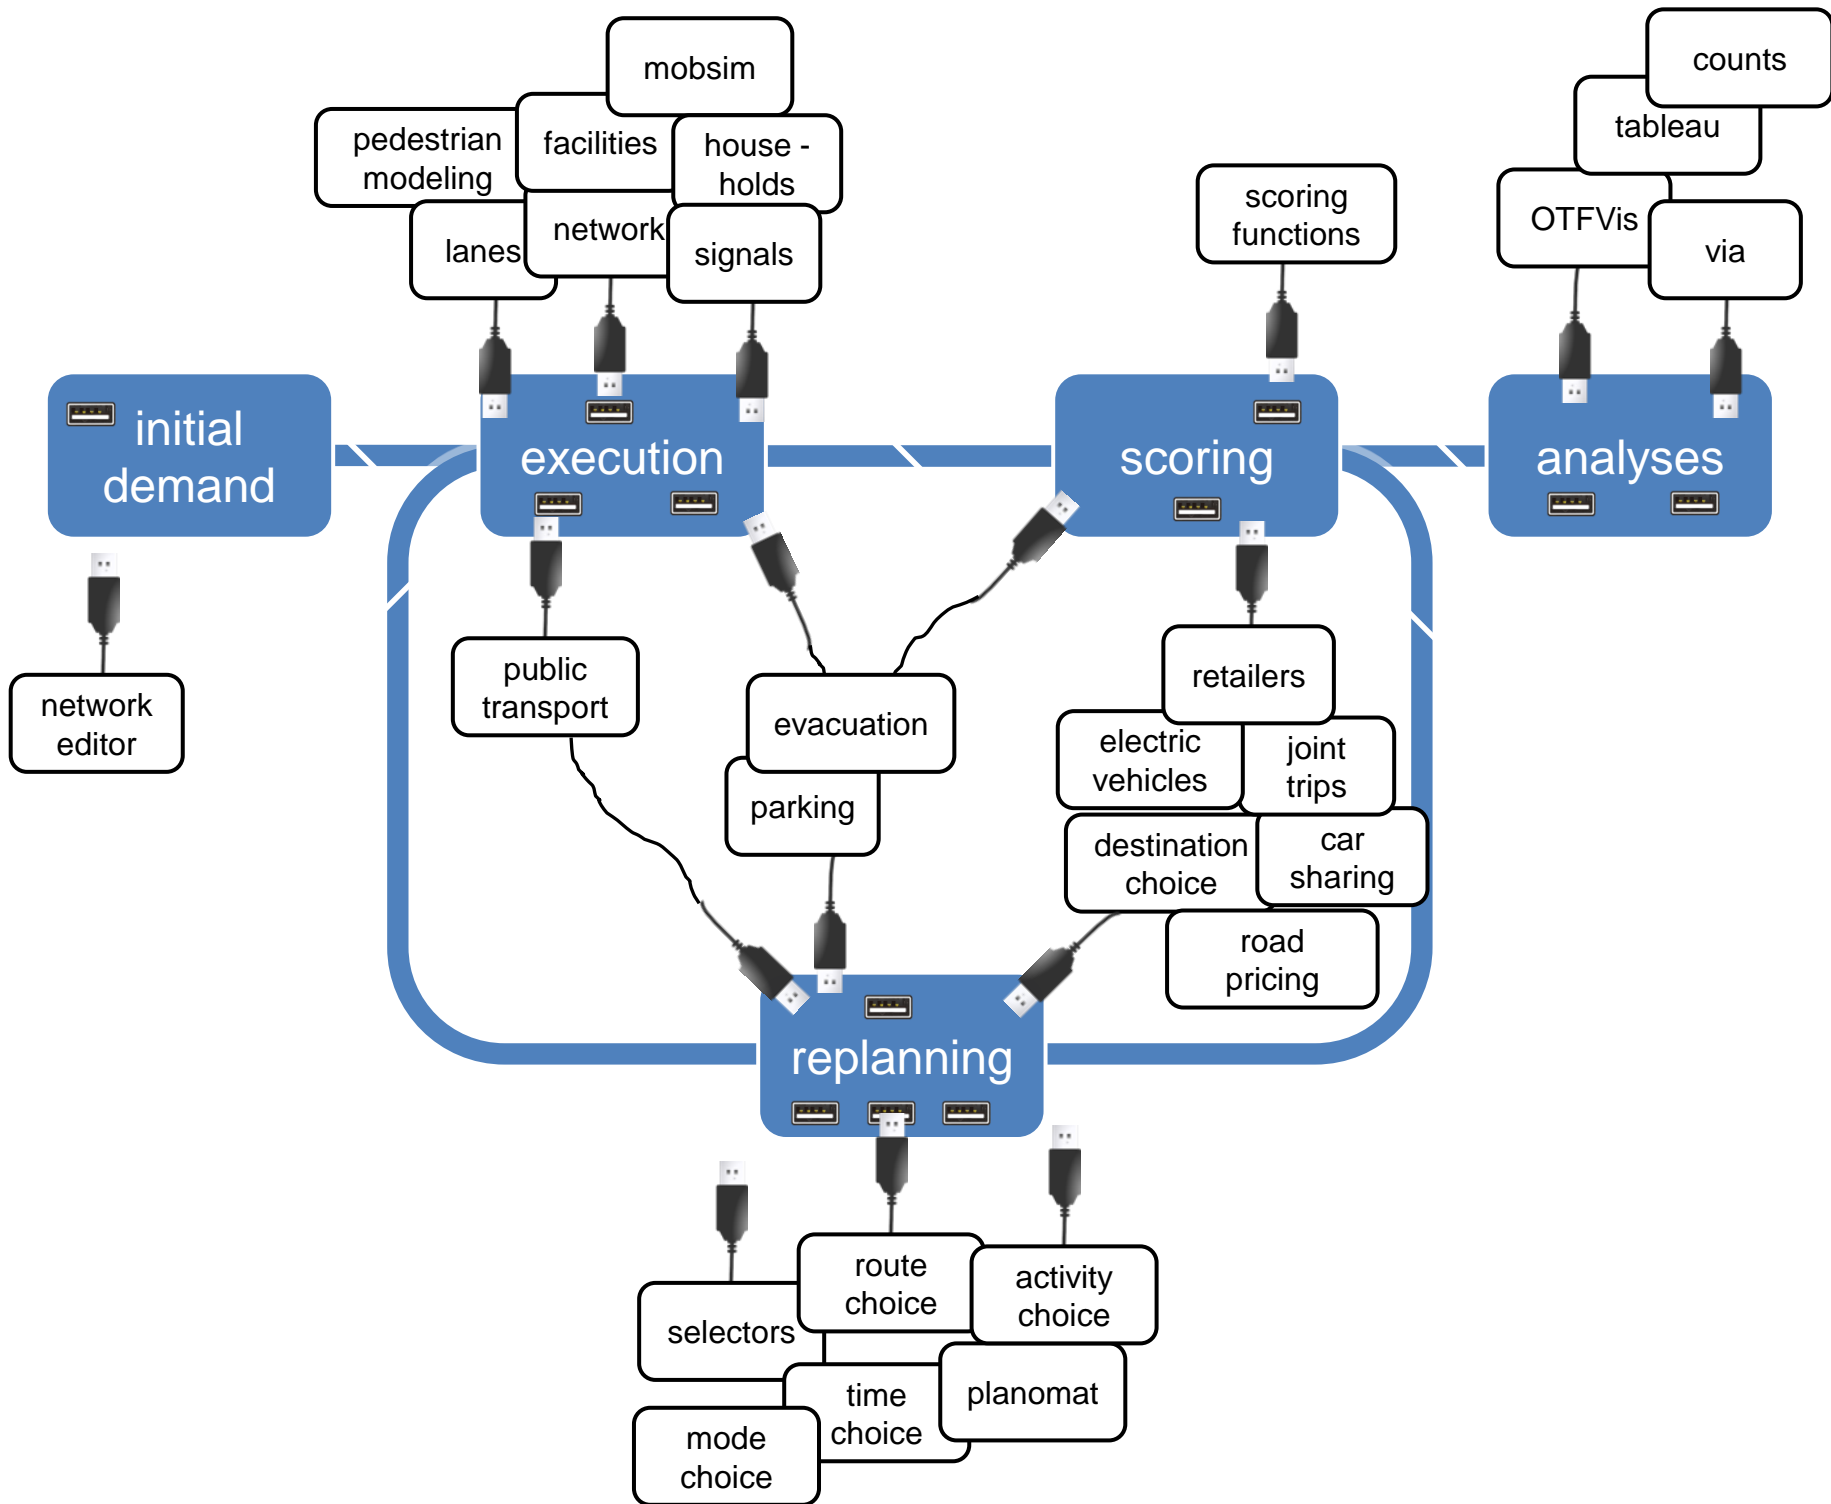 mobsim
counts
pedestrian
modeling
facilities
house -
holds
tableau
lanes
network
signals
scoring
functions
OTFVis
via
initial
demand
execution
scoring
analyses
network
editor
public
transport
evacuation
parking
retailers
electric
vehicles
joint
trips
destination
choice
car
sharing
road
pricing
replanning
selectors
route
choice
activity
choice
mode
choice
time
choice
planomat